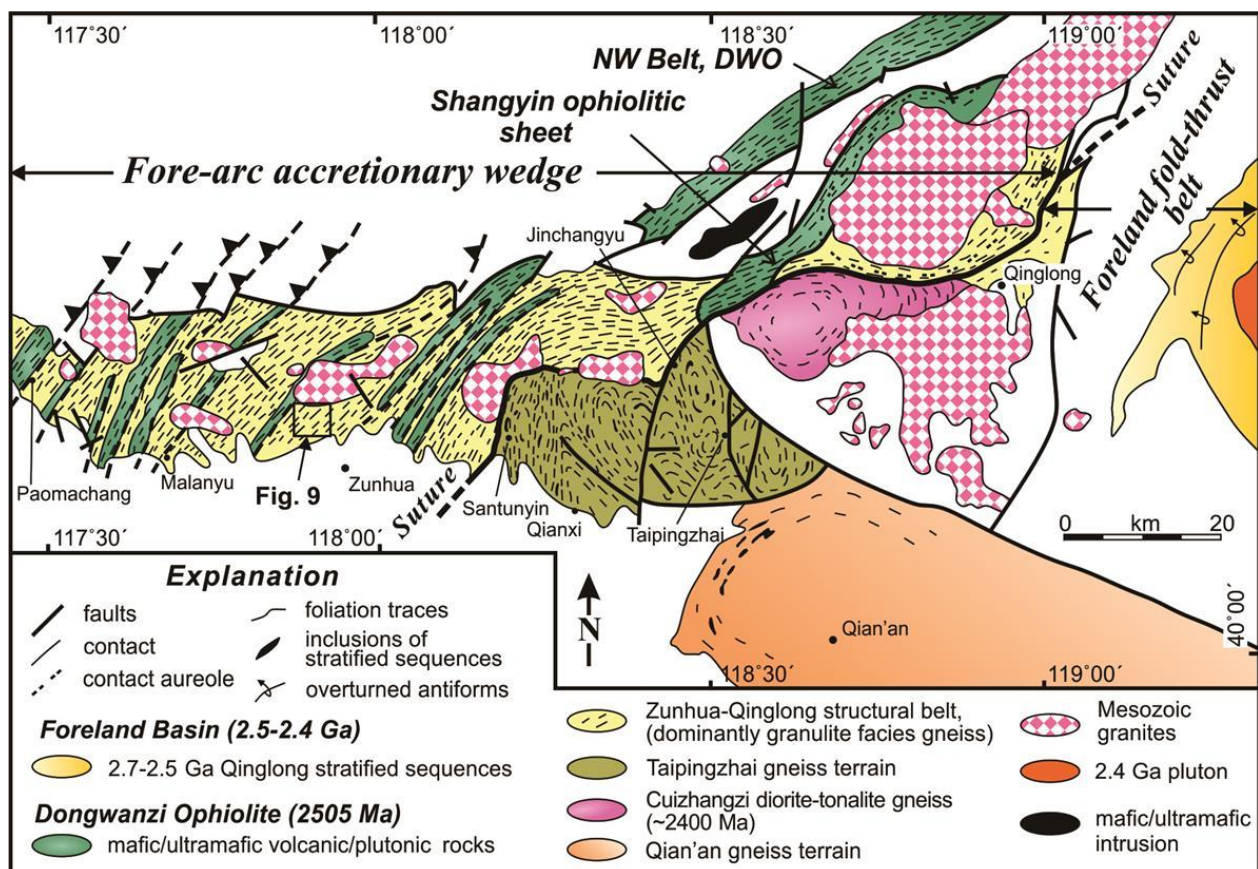 117°30´
118°00´
118°30´
119°00´
NW Belt, DWO
Shangyin ophiolitic
sheet
Suture
Fore-arc accretionary wedge
Foreland fold-thrust
belt
Jinchangyu
Qinglong
Paomachang
Malanyu
Fig. 9
Zunhua
Suture
Santunyin
Qianxi
Taipingzhai
0 km 20
117°30´
118°00´
Explanation
faults
contact
contact aureole
foliation traces
inclusions of
stratified sequences
overturned antiforms
N
Qian'an
40°00´
118°30´
119°00´
Foreland Basin (2.5-2.4 Ga)
2.7-2.5 Ga Qinglong stratified sequences
Dongwanzi Ophiolite (2505 Ma)
mafic/ultramafic volcanic/plutonic rocks
Zunhua-Qinglong structural belt,
(dominantly granulite facies gneiss)
Taipingzhai gneiss terrain
Cuizhangzi diorite-tonalite gneiss
(~2400 Ma)
Qian'an gneiss terrain
Mesozoic
granites
2.4 Ga pluton
mafic/ultramafic
intrusion